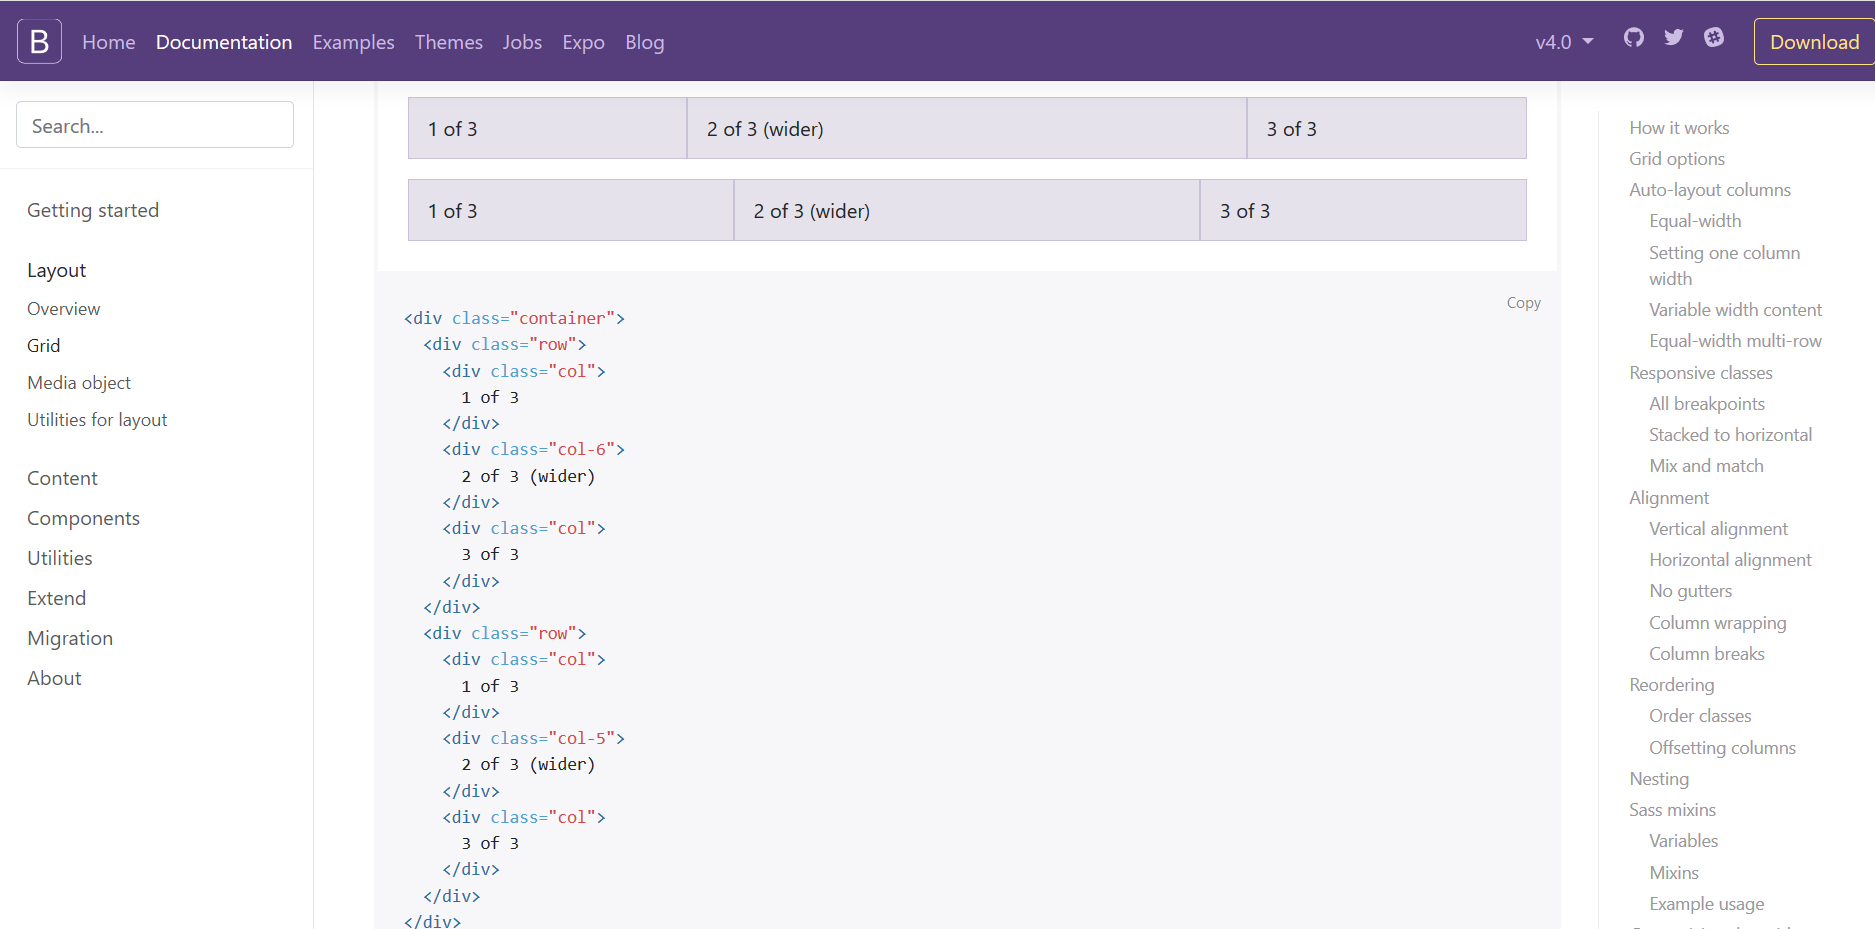 B Home Documentation Examples Themes Jobs Expo Blog v4.0 Download
Search...
Getting started
Layout
Overview
Grid
Media object
Utilities for layout
Content
Components
Utilities
Extend
Migration
About
1 of 3 2 of 3 (wider) 3 of 3
1 of 3 2 of 3 (wider) 3 of 3
Copy
<div class="container">
  <div class="row">
    <div class="col">
      1 of 3
    </div>
    <div class="col-6">
      2 of 3 (wider)
    </div>
    <div class="col">
      3 of 3
    </div>
  </div>
  <div class="row">
    <div class="col">
      1 of 3
    </div>
    <div class="col-5">
      2 of 3 (wider)
    </div>
    <div class="col">
      3 of 3
    </div>
  </div>
</div>
How it works
Grid options
Auto-layout columns
Equal-width
Setting one column
width
Variable width content
Equal-width multi-row
Responsive classes
All breakpoints
Stacked to horizontal
Mix and match
Alignment
Vertical alignment
Horizontal alignment
No gutters
Column wrapping
Column breaks
Reordering
Order classes
Offsetting columns
Nesting
Sass mixins
Variables
Mixins
Example usage